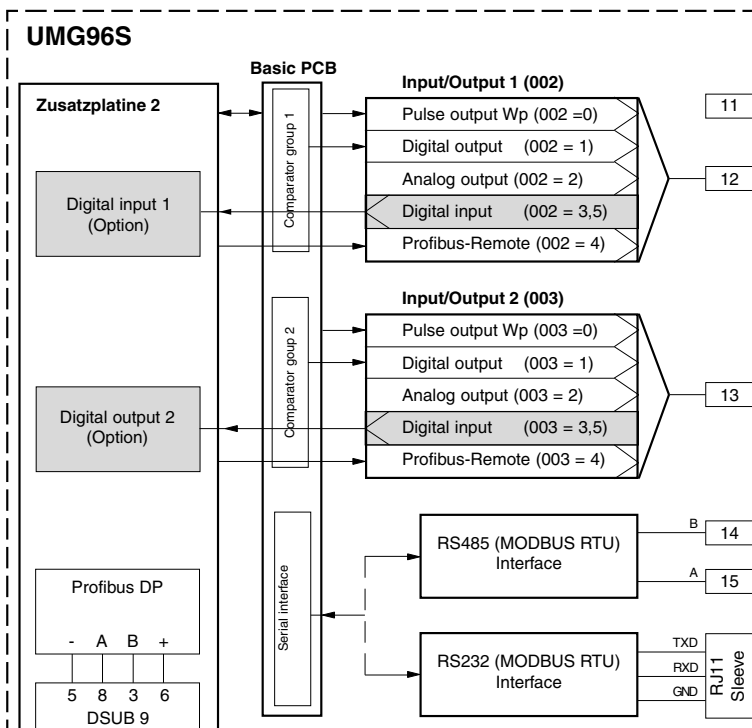 UMG96S
Basic PCB
Zusatzplatine 2
Digital input 1
(Option)
Digital output 2
(Option)
Profibus DP
- A B +
5 8 3 6
DSUB 9
Comparator group 1
Comparator goup 2
Serial interface
Input/Output 1 (002)
Pulse output Wp (002 =0)
Digital output (002 = 1)
Analog output (002 = 2)
Digital input (002 = 3,5)
Profibus-Remote (002 = 4)
11
12
Input/Output 2 (003)
Pulse output Wp (003 =0)
Digital output (003 = 1)
Analog output (003 = 2)
Digital input (003 = 3,5)
Profibus-Remote (003 = 4)
13
RS485 (MODBUS RTU)
Interface
B 14
A 15
RS232 (MODBUS RTU)
Interface
TXD
RXD
GND
RJ11
Sleeve